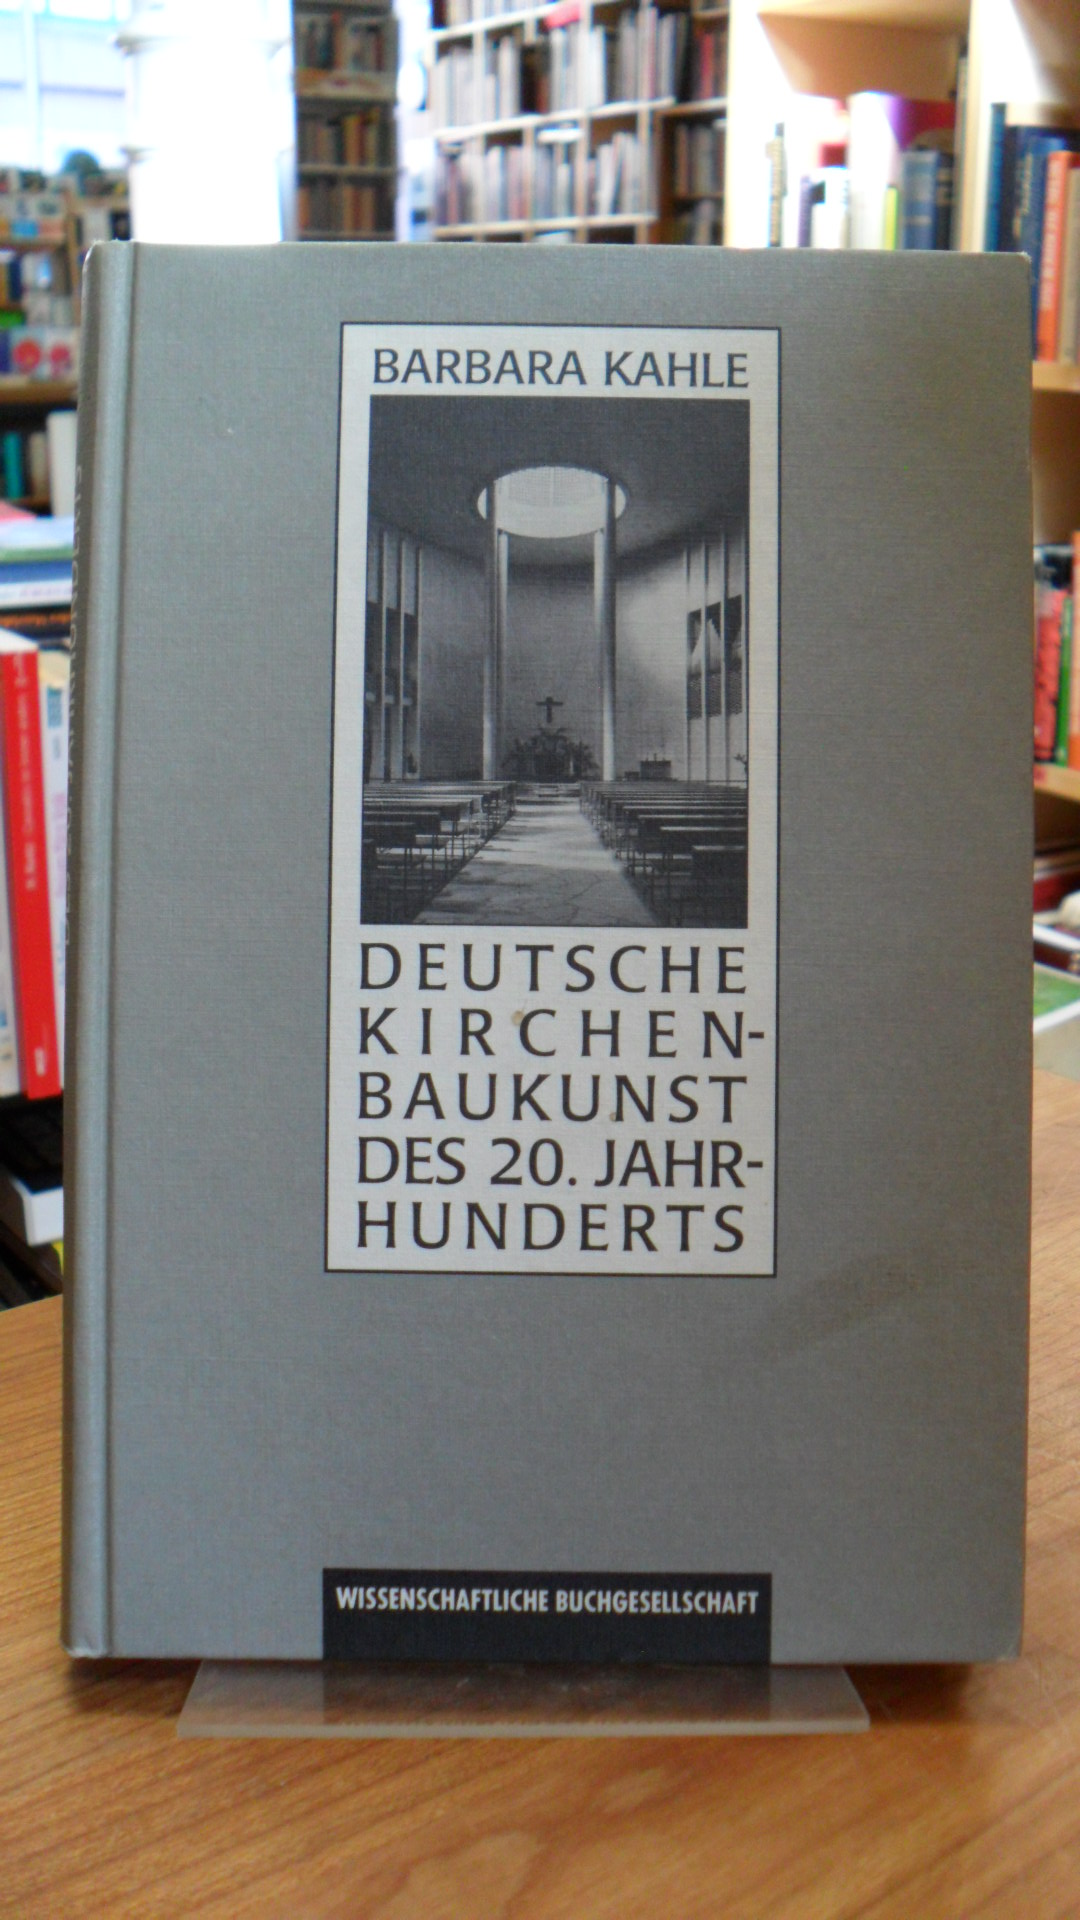 BARBARA KAHLE
DEUTSCHE
KIRCHEN-
BAUKUNST
DES 20. JAHR-
HUNDERTS
WISSENSCHAFTLICHE BUCHGESELLSCHAFT